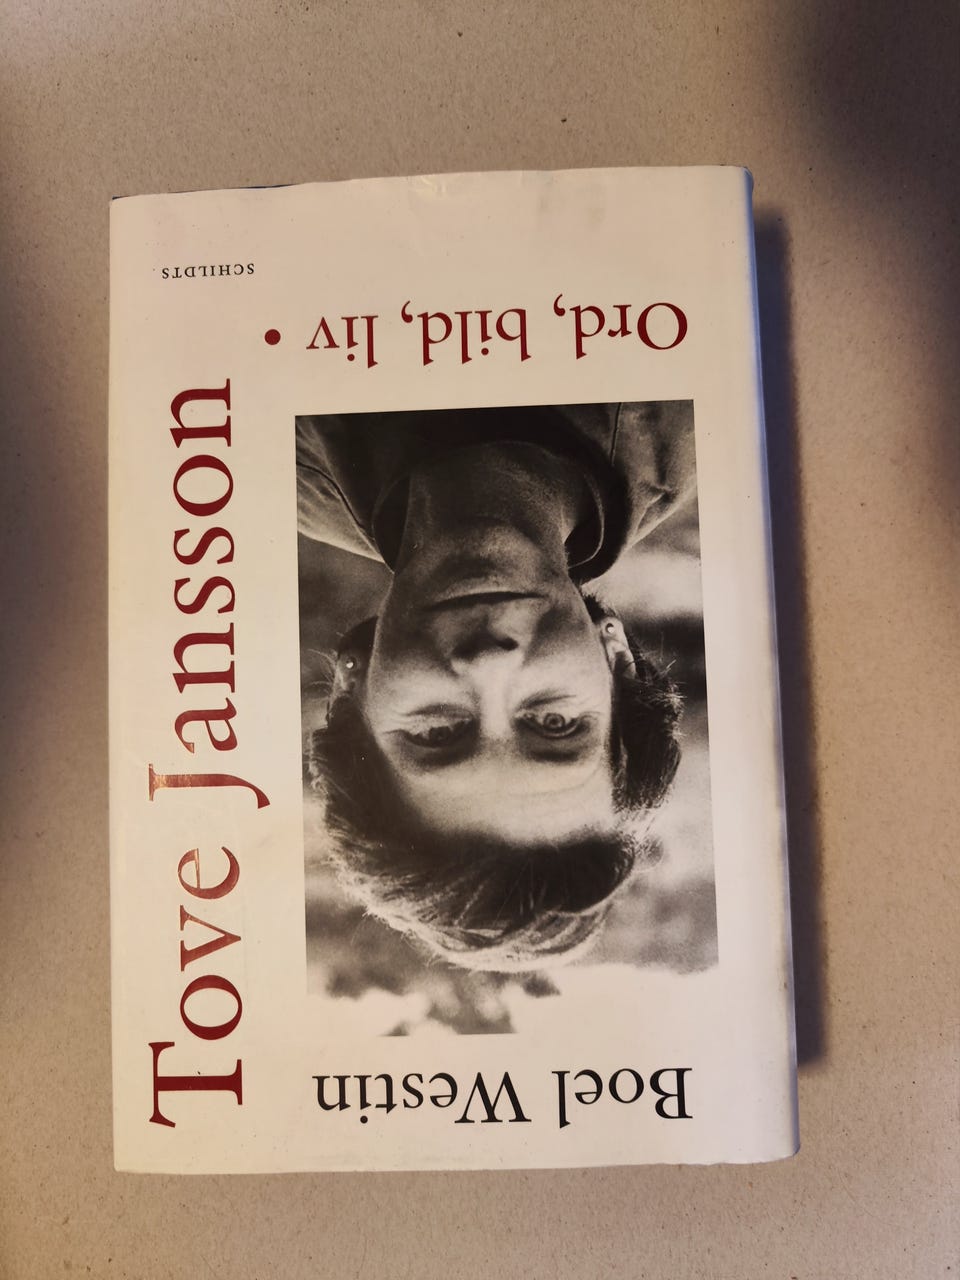 Boel Westin
Tove Jansson
Ord, bild, liv •
SCHILDTS